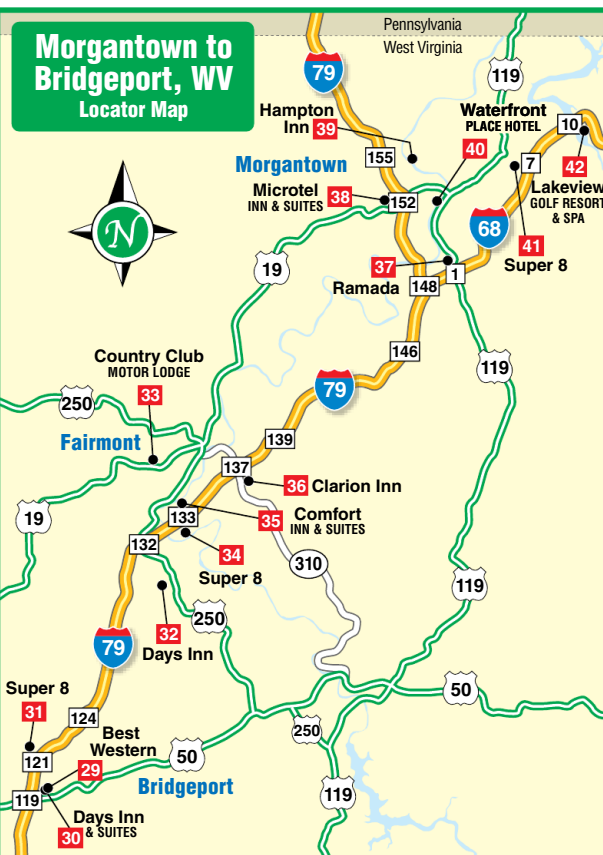 Pennsylvania
West Virginia
Morgantown to
Bridgeport, WV
Locator Map
79
119
Hampton
Inn 39
Waterfront
PLACE HOTEL
40
10
155
Morgantown
7
42
Microtel
INN & SUITES
38
152
Lakeview
GOLF RESORT
& SPA
68
41
Super 8
N
19
37
Ramada
148
1
146
119
Country Club
MOTOR LODGE
33
79
250
Fairmont
139
137
36 Clarion Inn
19
133
35
Comfort
INN & SUITES
132
34
Super 8
310
119
32
Days Inn
250
79
Super 8
31
50
124
Best
Western
29
121
50
250
Bridgeport
119
119
Days Inn
& SUITES
30